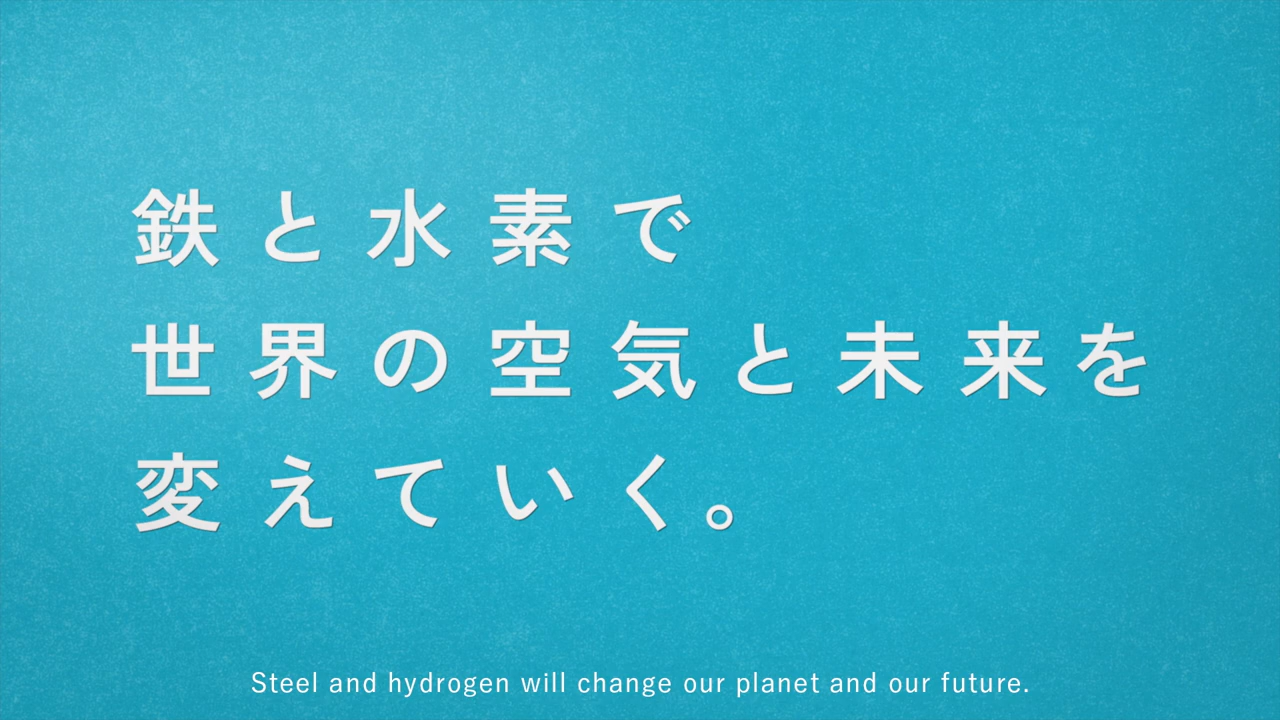 鉄と水素で
世界の空気と未来を
変えていく。
Steel and hydrogen will change our planet and our future.